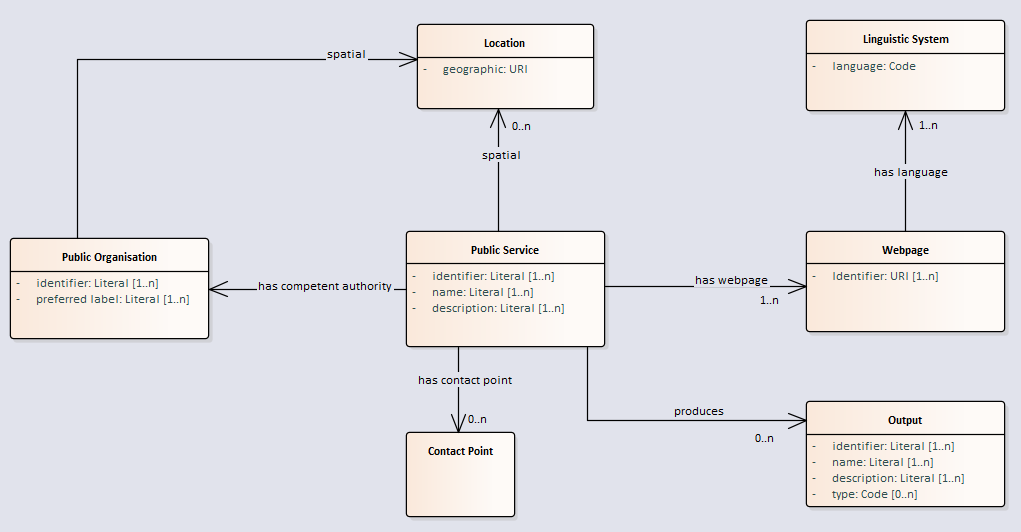 Location
- geographic: URI
Linguistic System
- language: Code
spatial
0..n
spatial
1..n
has language
Public Organisation
- identifier: Literal [1..n]
- preferred label: Literal [1..n]
has competent authority
Public Service
- identifier: Literal [1..n]
- name: Literal [1..n]
- description: Literal [1..n]
has webpage
1..n
Webpage
- Identifier: URI [1..n]
has contact point
0..n
Contact Point
produces
0..n
Output
- identifier: Literal [1..n]
- name: Literal [1..n]
- description: Literal [1..n]
- type: Code [0..n]